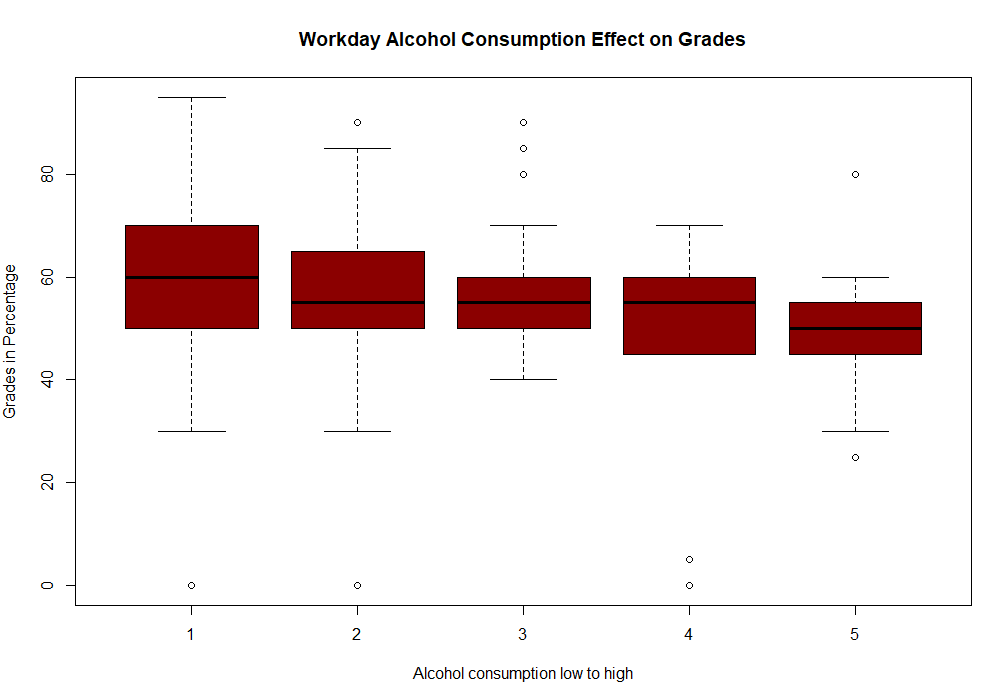 Workday Alcohol Consumption Effect on Grades
Grades in Percentage
80
60
40
20
0
1 2 3 4 5
Alcohol consumption low to high